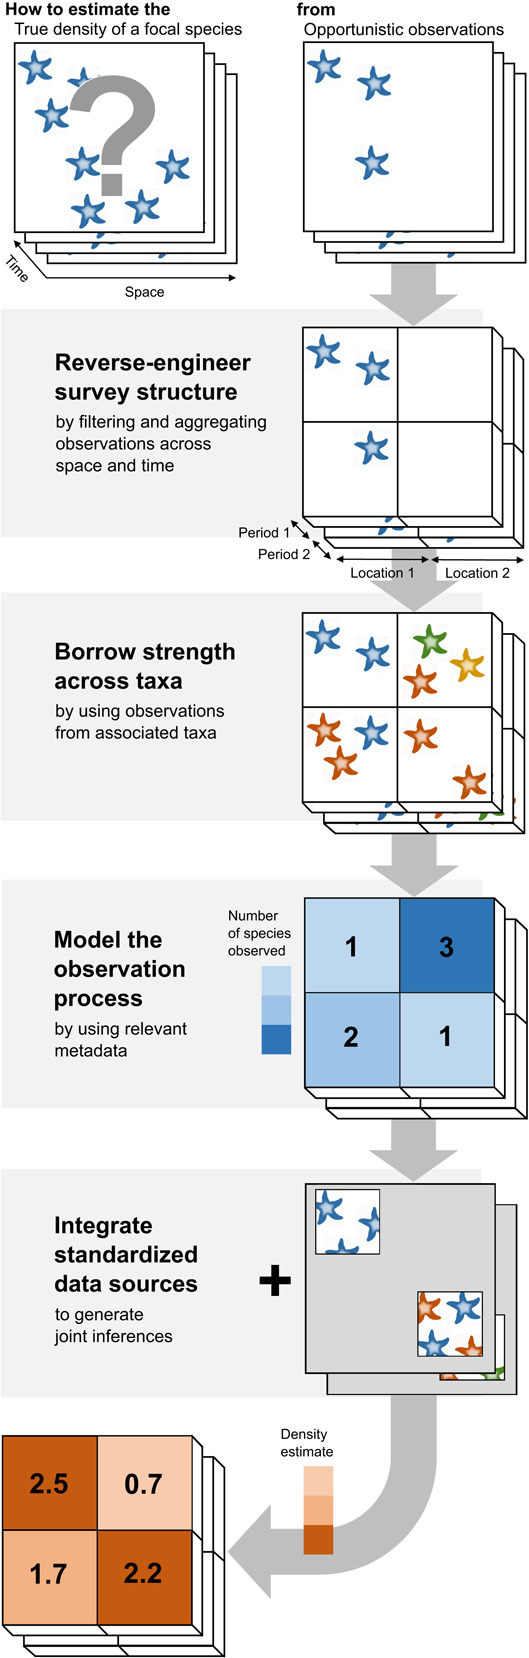 How to estimate the
True density of a focal species
from
Opportunistic observations
?
Time
Space
Reverse-engineer
survey structure
by filtering and aggregating
observations across
space and time
Period 1
Period 2
Location 1
Location 2
Borrow strength
across taxa
by using observations
from associated taxa
Model the
observation
process
by using relevant
metadata
Number
of species
observed
1
3
2
1
Integrate
standardized
data sources
to generate
joint inferences
+
Density
estimate
2.5
0.7
1.7
2.2